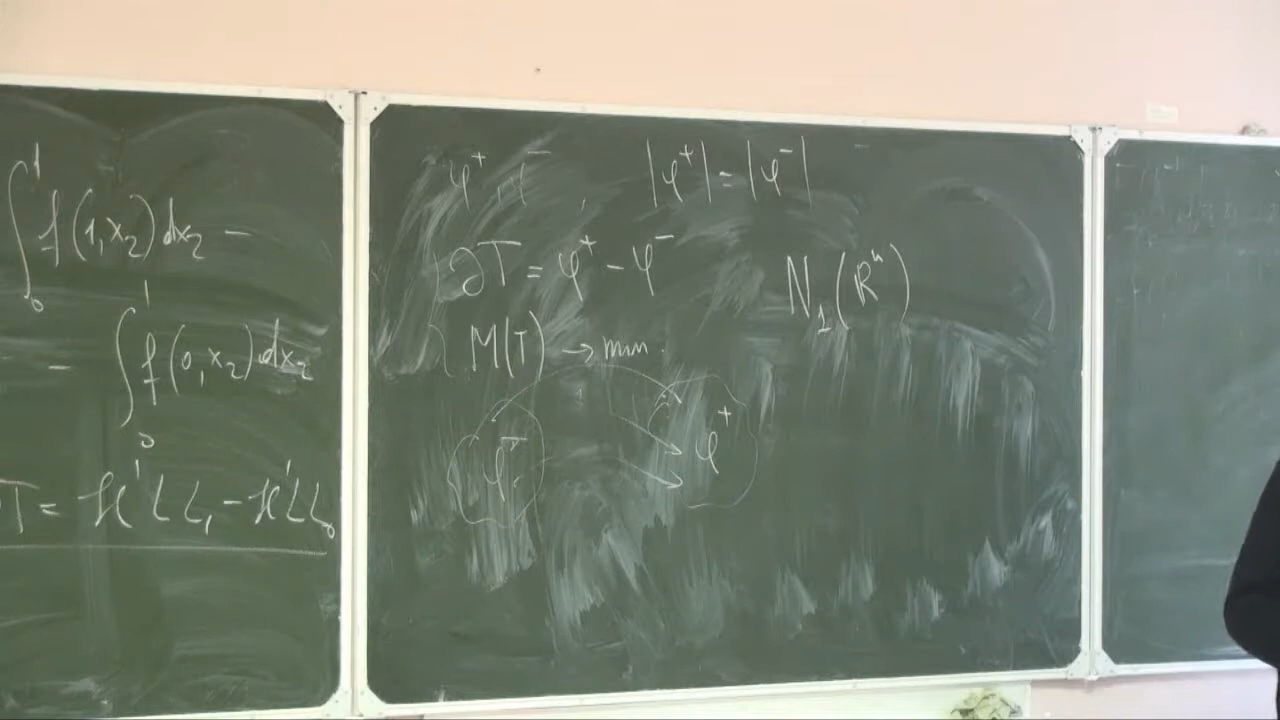 ∫₀¹ f(1,x₂)dx₂ −
− ∫₀¹ f(0,x₂)dx₂
T = ℋ¹∟L₁ − ℋ¹∟L₀
φ⁺, φ⁻ |φ⁺| = |φ⁻|
∂T = φ⁺ − φ⁻ N₁(Rⁿ)
M(T) → min.
φ⁻ φ⁺